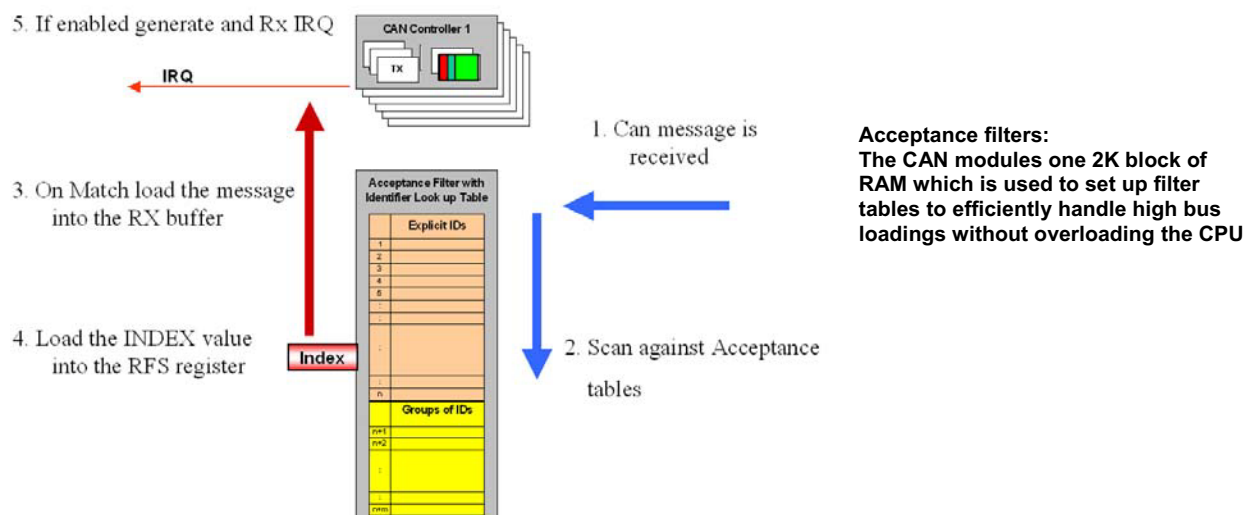 5. If enabled generate and Rx IRQ
CAN Controller 1
TX
IRQ
1. Can message is
received
Acceptance filters:
The CAN modules one 2K block of
RAM which is used to set up filter
tables to efficiently handle high bus
loadings without overloading the CPU
3. On Match load the message
into the RX buffer
Acceptance Filter with
Identifier Look up Table
Explicit IDs
1
2
3
4
5
:
:
:
:
n
4. Load the INDEX value
into the RFS register
Index
2. Scan against Acceptance
tables
Groups of IDs
n+1
n+2
:
:
n+m